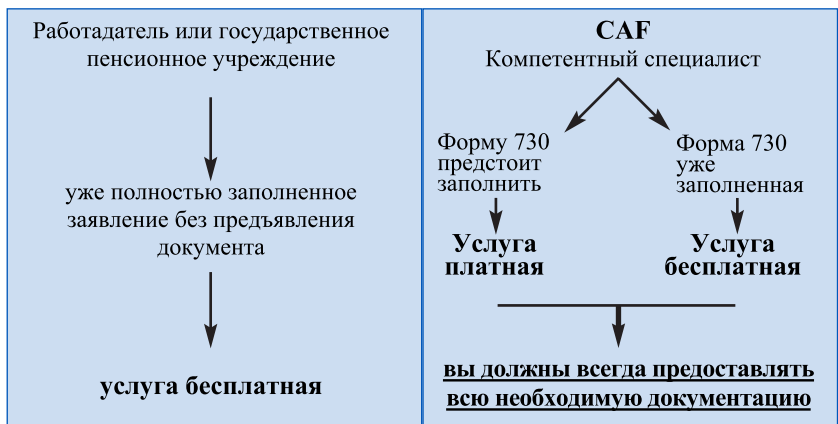 Работадатель или государственное
пенсионное учреждение
уже полностью заполненное
заявление без предъявления
документа
услуга бесплатная
CAF
Компетентный специалист
Форму 730
предстоит
заполнить
Услуга
платная
Форма 730
уже
заполненная
Услуга
бесплатная
вы должны всегда предоставлять
всю необходимую документацию